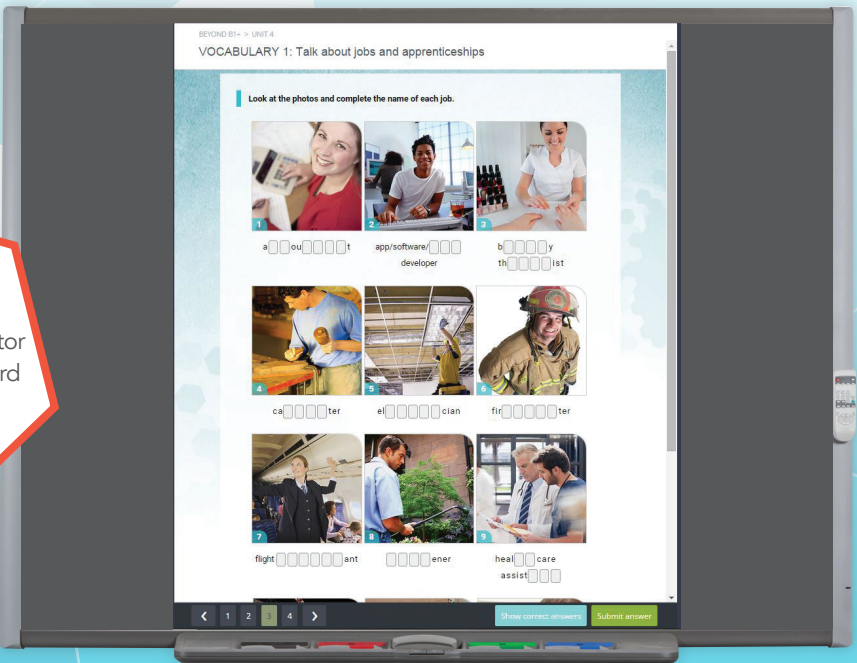 BEYOND B1+ > UNIT 4
VOCABULARY 1: Talk about jobs and apprenticeships
Look at the photos and complete the name of each job.
1
2
3
a□□ou□□□□t
app/software/□□□
developer
b□□□□y
th□□□□ist
4
5
6
ca□□□□ter
el□□□□□cian
fir□□□□□ter
7
8
9
flight □□□□□□ant
□□□□ener
heal□□care
assist□□□
tor
rd
< 1 2 3 4 >
Show correct answers
Submit answer